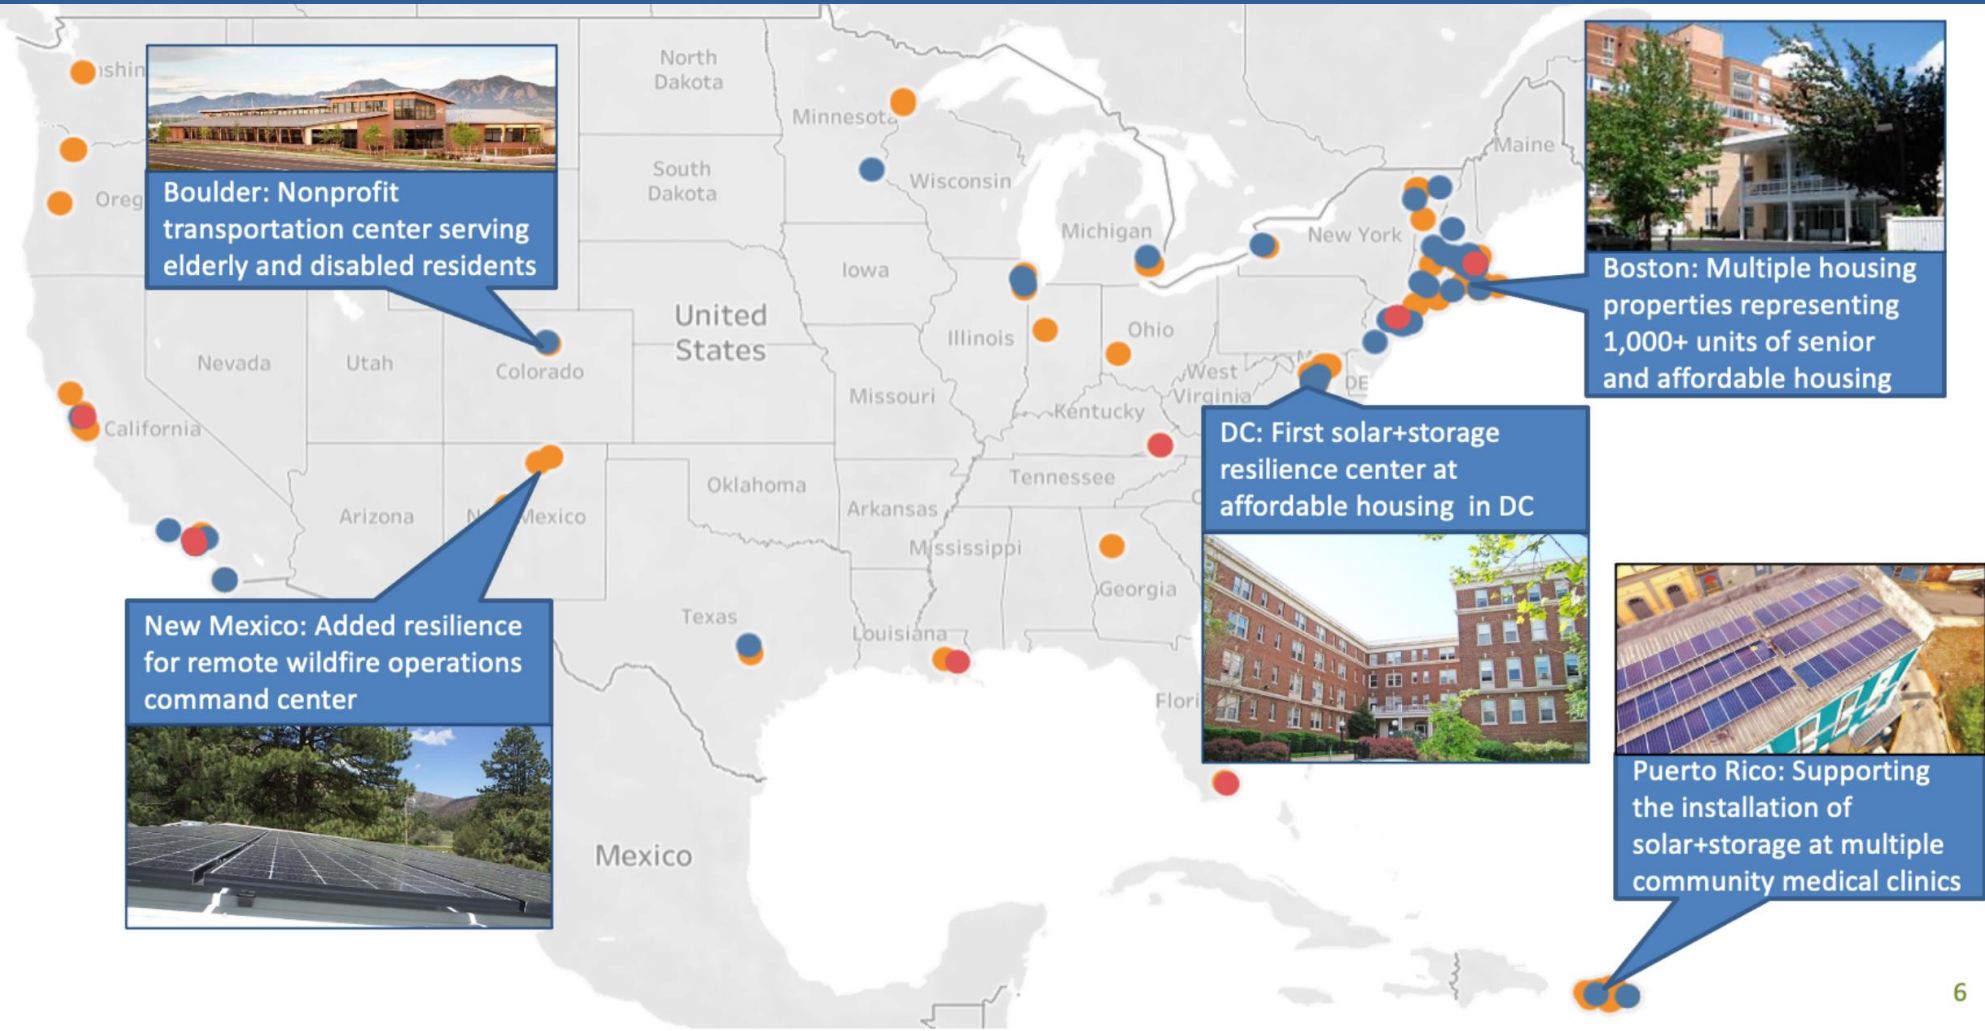 North
Dakota
Minnesota
Maine
Boulder: Nonprofit
transportation center serving
elderly and disabled residents
South
Dakota
Wisconsin
Michigan
New York
Iowa
Boston: Multiple housing
properties representing
1,000+ units of senior
and affordable housing
United
States
Nevada
Utah
Colorado
Illinois
Ohio
West
Virginia
DE
Missouri
Kentucky
California
DC: First solar+storage
resilience center at
affordable housing in DC
Tennessee
Oklahoma
Arkansas
Arizona
Mexico
Mississippi
Georgia
New Mexico: Added resilience
for remote wildfire operations
command center
Texas
Louisiana
Flori
Puerto Rico: Supporting
the installation of
solar+storage at multiple
community medical clinics
Mexico
6